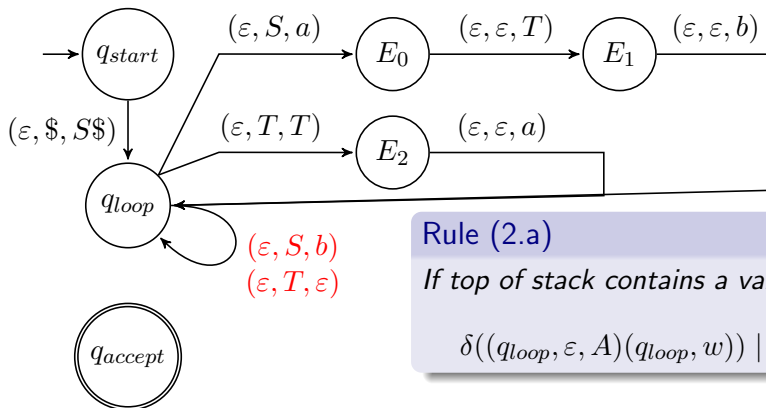 (ε, S, a)
(ε, ε, T)
(ε, ε, b)
q_start
E_0
E_1
(ε, $, S$)
(ε, T, T)
(ε, ε, a)
E_2
q_loop
(ε, S, b)
(ε, T, ε)
Rule (2.a)
If top of stack contains a va
δ((q_loop, ε, A)(q_loop, w)) |
q_accept